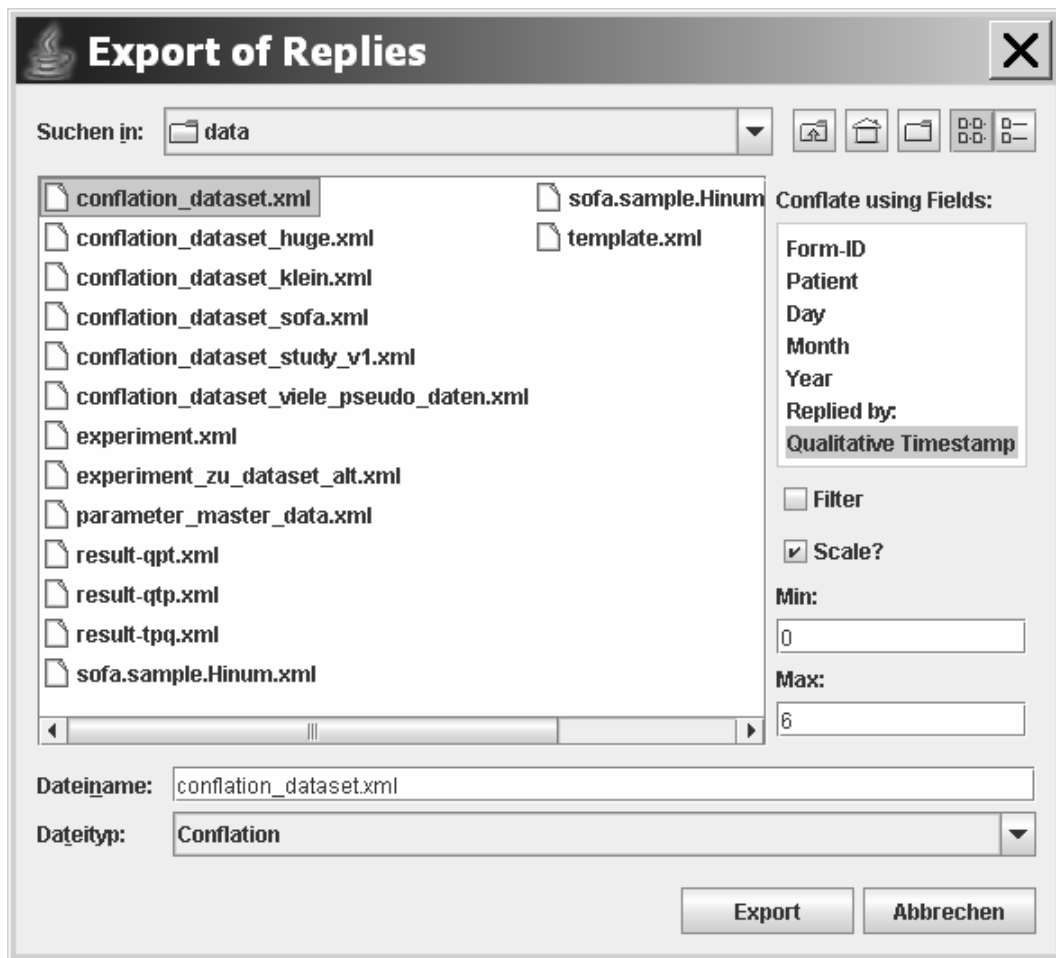 Export of Replies
Suchen in: data
conflation_dataset.xml
conflation_dataset_huge.xml
conflation_dataset_klein.xml
conflation_dataset_sofa.xml
conflation_dataset_study_v1.xml
conflation_dataset_viele_pseudo_daten.xml
experiment.xml
experiment_zu_dataset_alt.xml
parameter_master_data.xml
result-qpt.xml
result-qtp.xml
result-tpq.xml
sofa.sample.Hinum.xml
sofa.sample.Hinum
template.xml
Conflate using Fields:
Form-ID
Patient
Day
Month
Year
Replied by:
Qualitative Timestamp
Filter
Scale?
Min:
0
Max:
6
Dateiname: conflation_dataset.xml
Dateityp: Conflation
Export Abbrechen